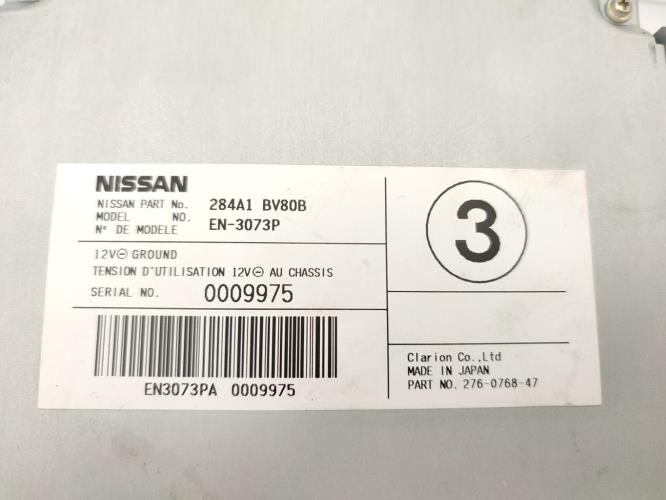 NISSAN
NISSAN PART No. 284A1 BV80B
MODEL NO. EN-3073P
N° DE MODELE
12V⊖ GROUND
TENSION D'UTILISATION 12V⊖ AU CHASSIS
SERIAL NO. 0009975
EN3073PA 0009975
3
Clarion Co.,Ltd
MADE IN JAPAN
PART NO. 276-0768-47